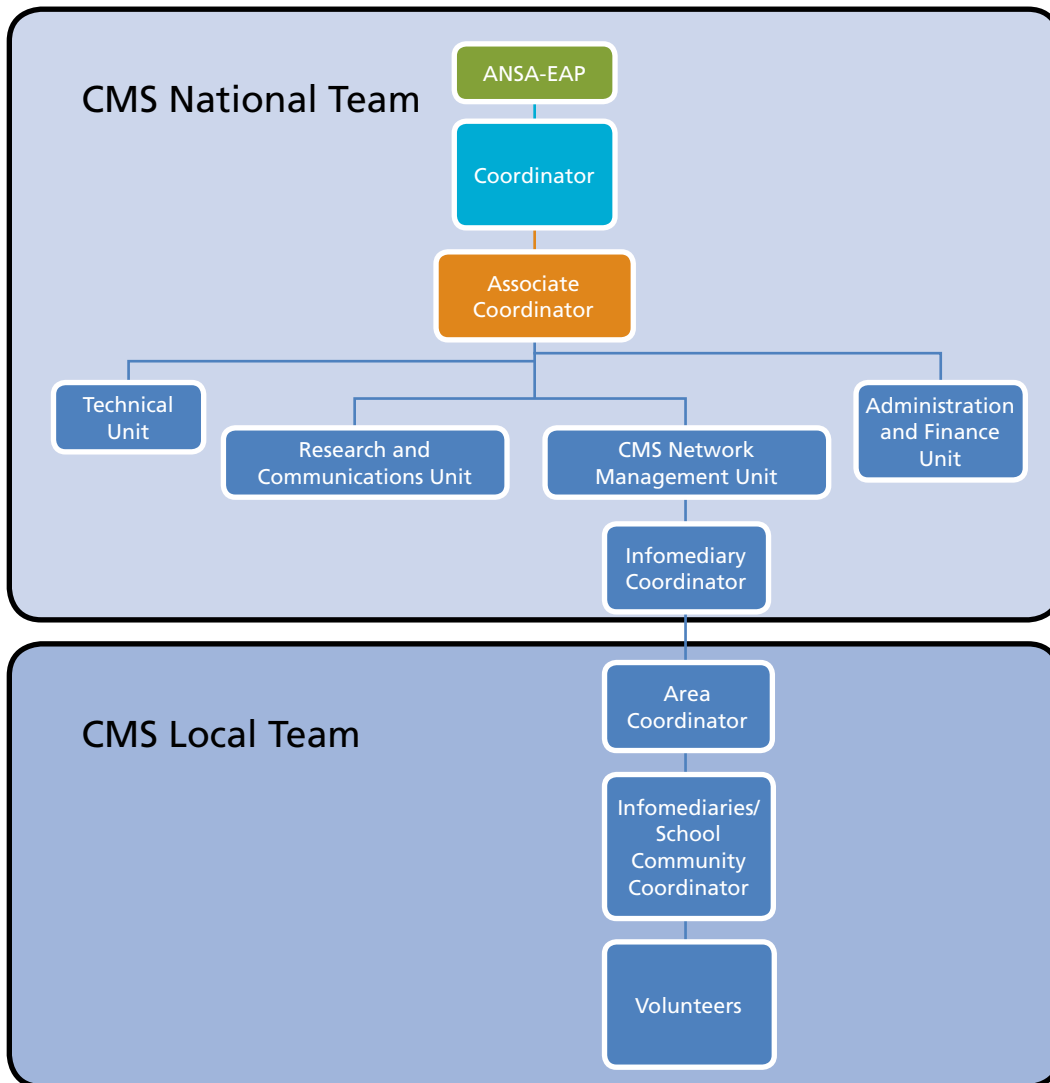 CMS National Team
ANSA-EAP
Coordinator
Associate
Coordinator
Technical
Unit
Research and
Communications Unit
CMS Network
Management Unit
Administration
and Finance
Unit
Infomediary
Coordinator
CMS Local Team
Area
Coordinator
Infomediaries/
School
Community
Coordinator
Volunteers